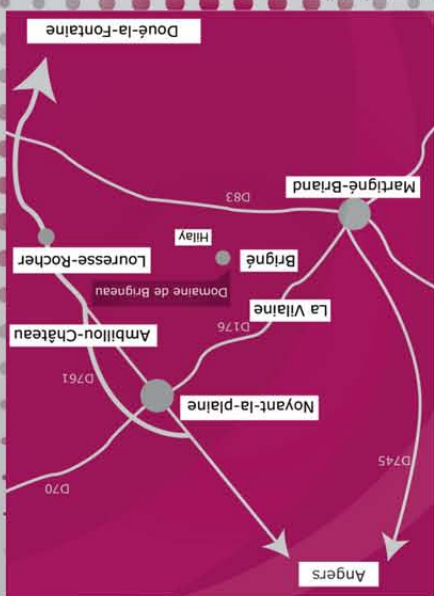 Angers
D745
D70
Noyant-la-plaine
D761
D176
La Vilaine
Ambillou-Château
Domaine de Brigneau
Brigné
Louresse-Rocher
Hilay
Martigné-Briand
D83
Doué-la-Fontaine